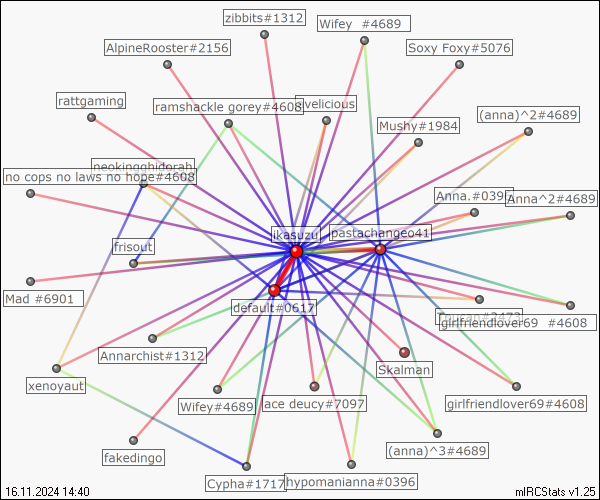 zibbits#1312
Wifey #4689
AlpineRooster#2156
Soxy Foxy#5076
rattgaming
ramshackle gorey#4608
velicious
(anna)^2#4689
Mushy#1984
neokingghidorah
no cops no laws no hope#4608
Anna.#039
Anna^2#4689
ikasuzu
pastachangeo41
frisout
Mad #6901
default#0617
girlfriendlover69 #4608
Annarchist#1312
Skalman
xenoyaut
Wifey#4689
ace deucy#7097
girlfriendlover69#4608
(anna)^3#4689
fakedingo
Cypha#1717
hypomanianna#0396
16.11.2024 14:40
mIRCStats v1.25